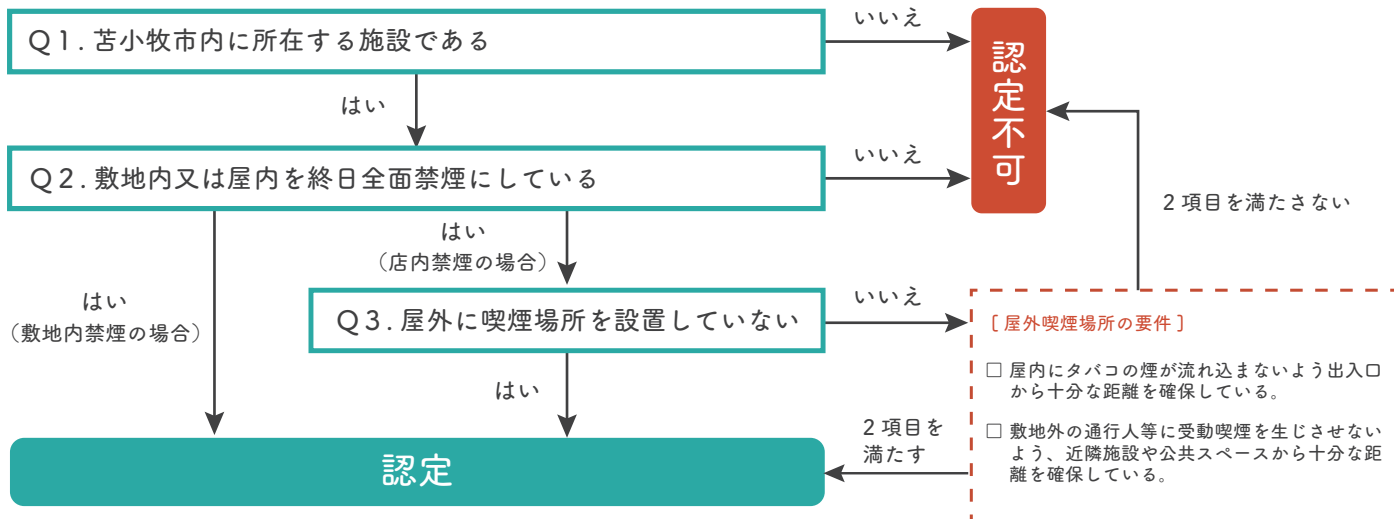 Q1.苫小牧市内に所在する施設である
いいえ
認定不可
はい
Q2.敷地内又は屋内を終日全面禁煙にしている
いいえ
2項目を満たさない
はい
（店内禁煙の場合）
はい
（敷地内禁煙の場合）
Q3.屋外に喫煙場所を設置していない
いいえ
［屋外喫煙場所の要件］
□ 屋内にタバコの煙が流れ込まないよう出入口
から十分な距離を確保している。
□ 敷地外の通行人等に受動喫煙を生じさせない
よう、近隣施設や公共スペースから十分な距
離を確保している。
はい
2項目を
満たす
認定